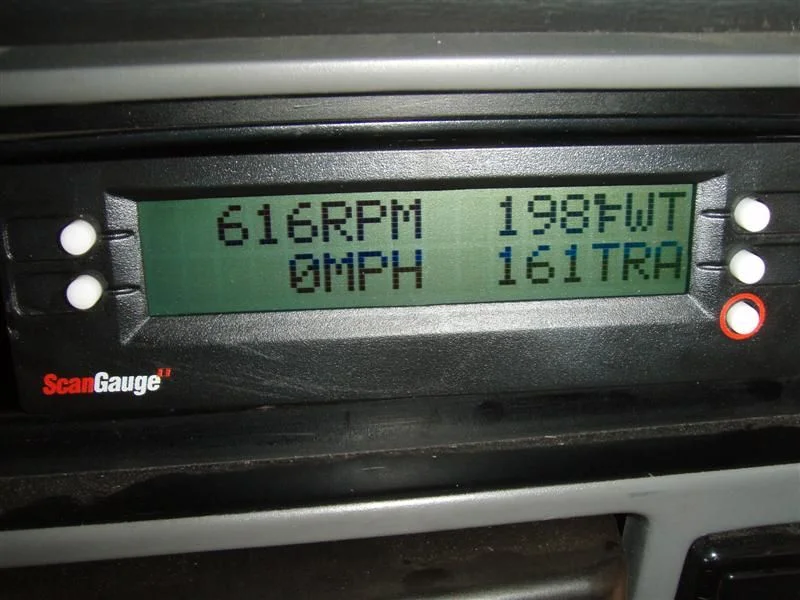 616RPM 198°FWT
0MPH 161TRA
ScanGauge II